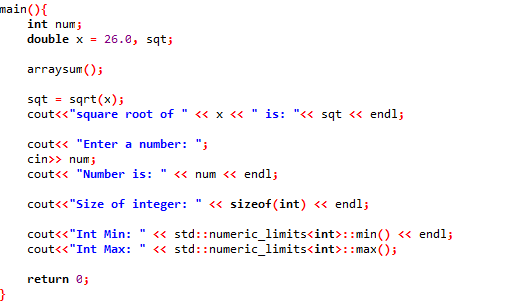 main(){
int num;
double x = 26.0, sqt;
arraysum();
sqt = sqrt(x);
cout<<"square root of " << x << " is: "<< sqt << endl;
cout<< "Enter a number: ";
cin>> num;
cout<< "Number is: " << num << endl;
cout<<"Size of integer: " << sizeof(int) << endl;
cout<<"Int Min: " << std::numeric_limits<int>::min() << endl;
cout<<"Int Max: " << std::numeric_limits<int>::max();
return 0;
}